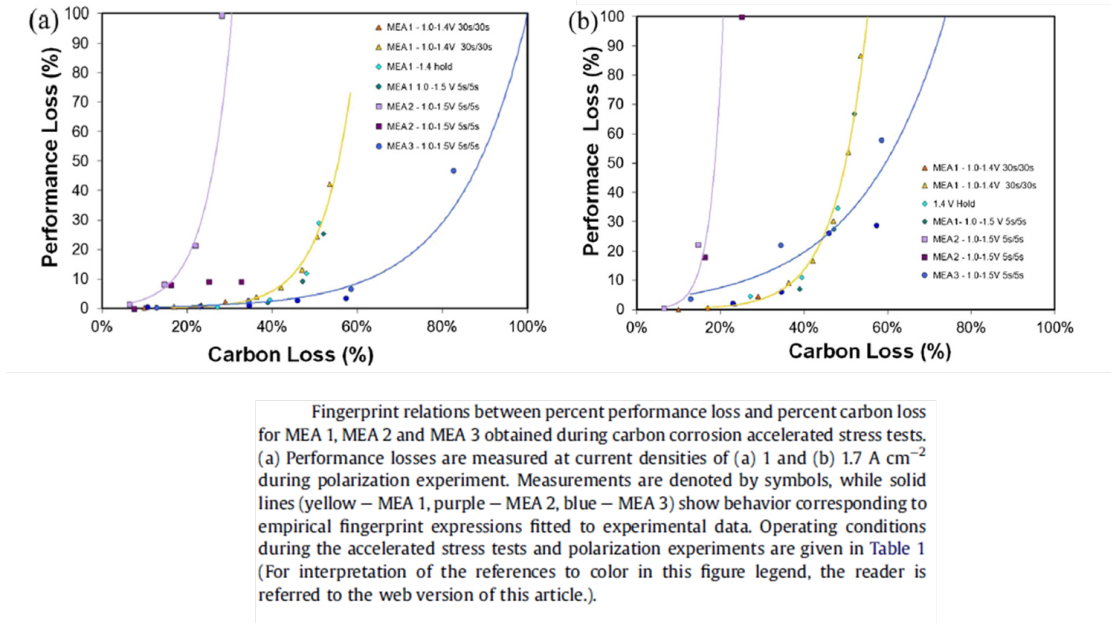 (a)
Performance Loss (%)
100
90
80
70
60
50
40
30
20
10
0
MEA1 - 1.0-1.4V 30s/30s
MEA1 - 1.0-1.4V 30s/30s
MEA1 -1.4 hold
MEA1 1.0 -1.5 V 5s/5s
MEA2 - 1.0-1.5V 5s/5s
MEA2 - 1.0-1.5V 5s/5s
MEA3 - 1.0-1.5V 5s/5s
0% 20% 40% 60% 80% 100%
Carbon Loss (%)
(b)
Performace Loss (%)
100
90
80
70
60
50
40
30
20
10
0
MEA1 - 1.0-1.4V 30s/30s
MEA1 - 1.0-1.4V 30s/30s
1.4 V Hold
MEA1- 1.0 -1.5 V 5s/5s
MEA2 - 1.0-1.5V 5s/5s
MEA2 - 1.0-1.5V 5s/5s
MEA3 - 1.0-1.5V 5s/5s
0% 20% 40% 60% 80% 100%
Carbon Loss (%)
Fingerprint relations between percent performance loss and percent carbon loss
for MEA 1, MEA 2 and MEA 3 obtained during carbon corrosion accelerated stress tests.
(a) Performance losses are measured at current densities of (a) 1 and (b) 1.7 A cm⁻²
during polarization experiment. Measurements are denoted by symbols, while solid
lines (yellow – MEA 1, purple – MEA 2, blue – MEA 3) show behavior corresponding to
empirical fingerprint expressions fitted to experimental data. Operating conditions
during the accelerated stress tests and polarization experiments are given in Table 1
(For interpretation of the references to color in this figure legend, the reader is
referred to the web version of this article.).